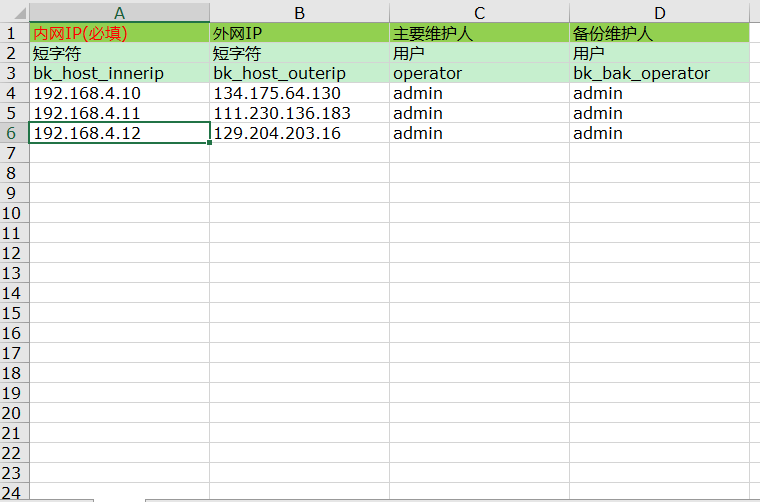 A B C D
1 内网IP(必填) 外网IP 主要维护人 备份维护人
2 短字符 短字符 用户 用户
3 bk_host_innerip bk_host_outerip operator bk_bak_operator
4 192.168.4.10 134.175.64.130 admin admin
5 192.168.4.11 111.230.136.183 admin admin
6 192.168.4.12 129.204.203.16 admin admin
7
8
9
10
11
12
13
14
15
16
17
18
19
20
21
22
23
24